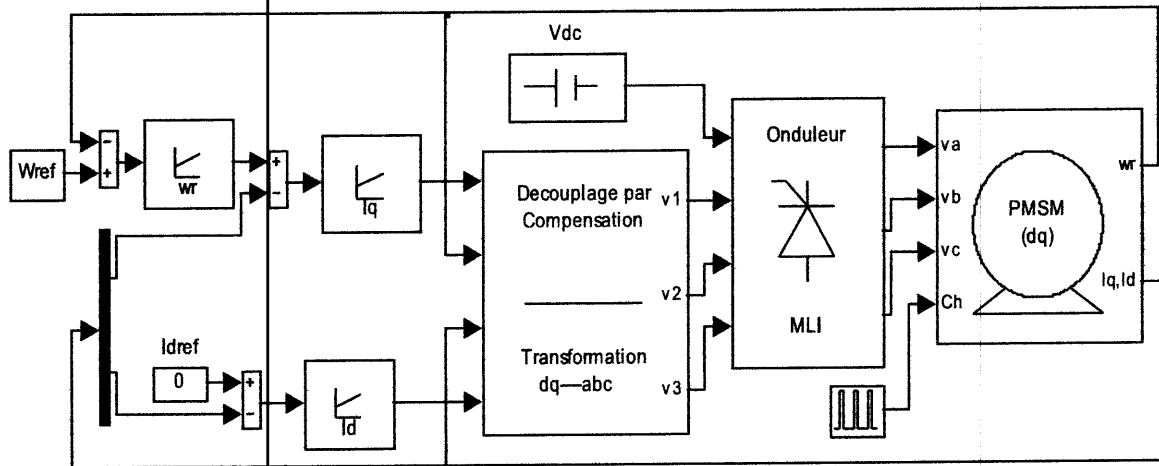 Vdc
Wref
-
+
wr
+
-
Iq
Decouplage par
Compensation
v1
v2
Transformation
dq—abc
v3
Onduleur
MLI
va
vb
vc
Ch
PMSM
(dq)
wr
Iq,Id
Idref
0
+
-
Id